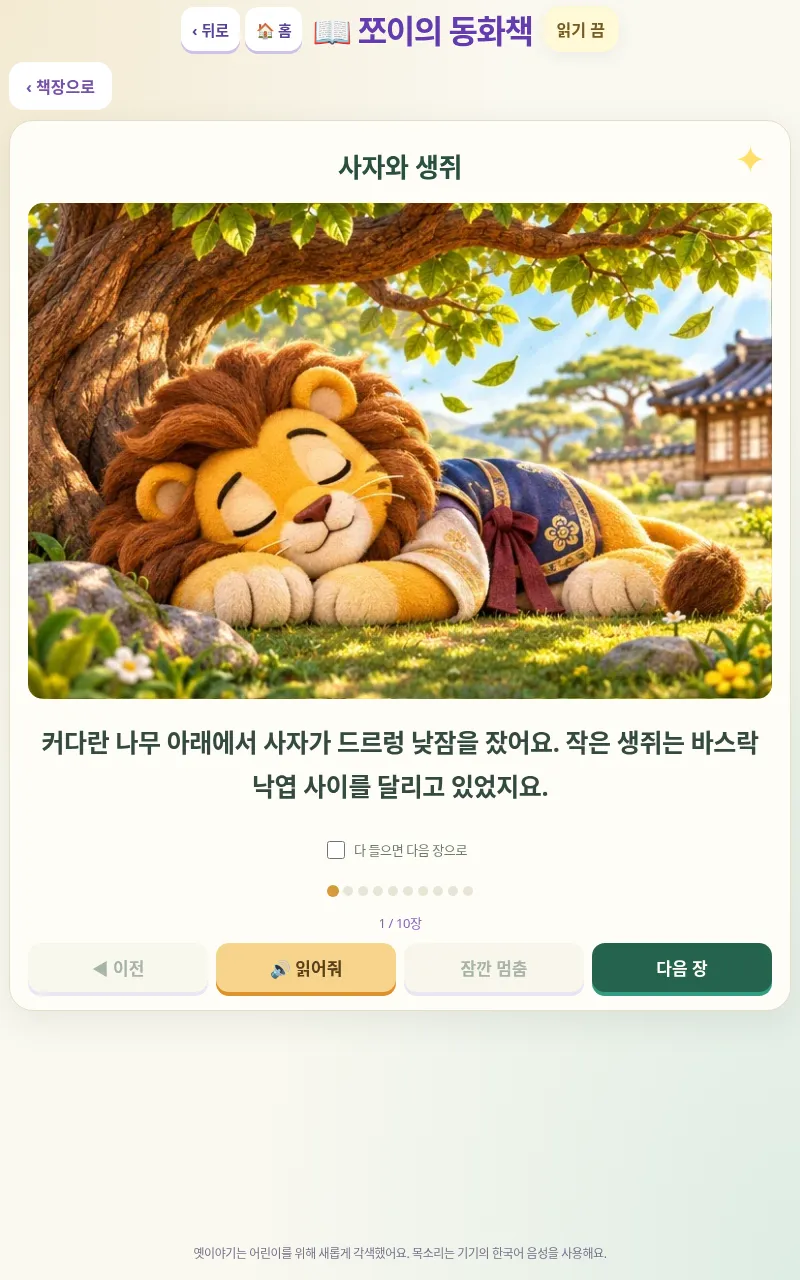 ‹ 뒤로
🏠 홈
📖 쪼이의 동화책
읽기 끔
‹ 책장으로
사자와 생쥐
커다란 나무 아래에서 사자가 드르렁 낮잠을 잤어요. 작은 생쥐는 바스락
낙엽 사이를 달리고 있었지요.
다 들으면 다음 장으로
1 / 10장
◀ 이전
🔊 읽어줘
잠깐 멈춤
다음 장
옛이야기는 어린이를 위해 새롭게 각색했어요. 목소리는 기기의 한국어 음성을 사용해요.